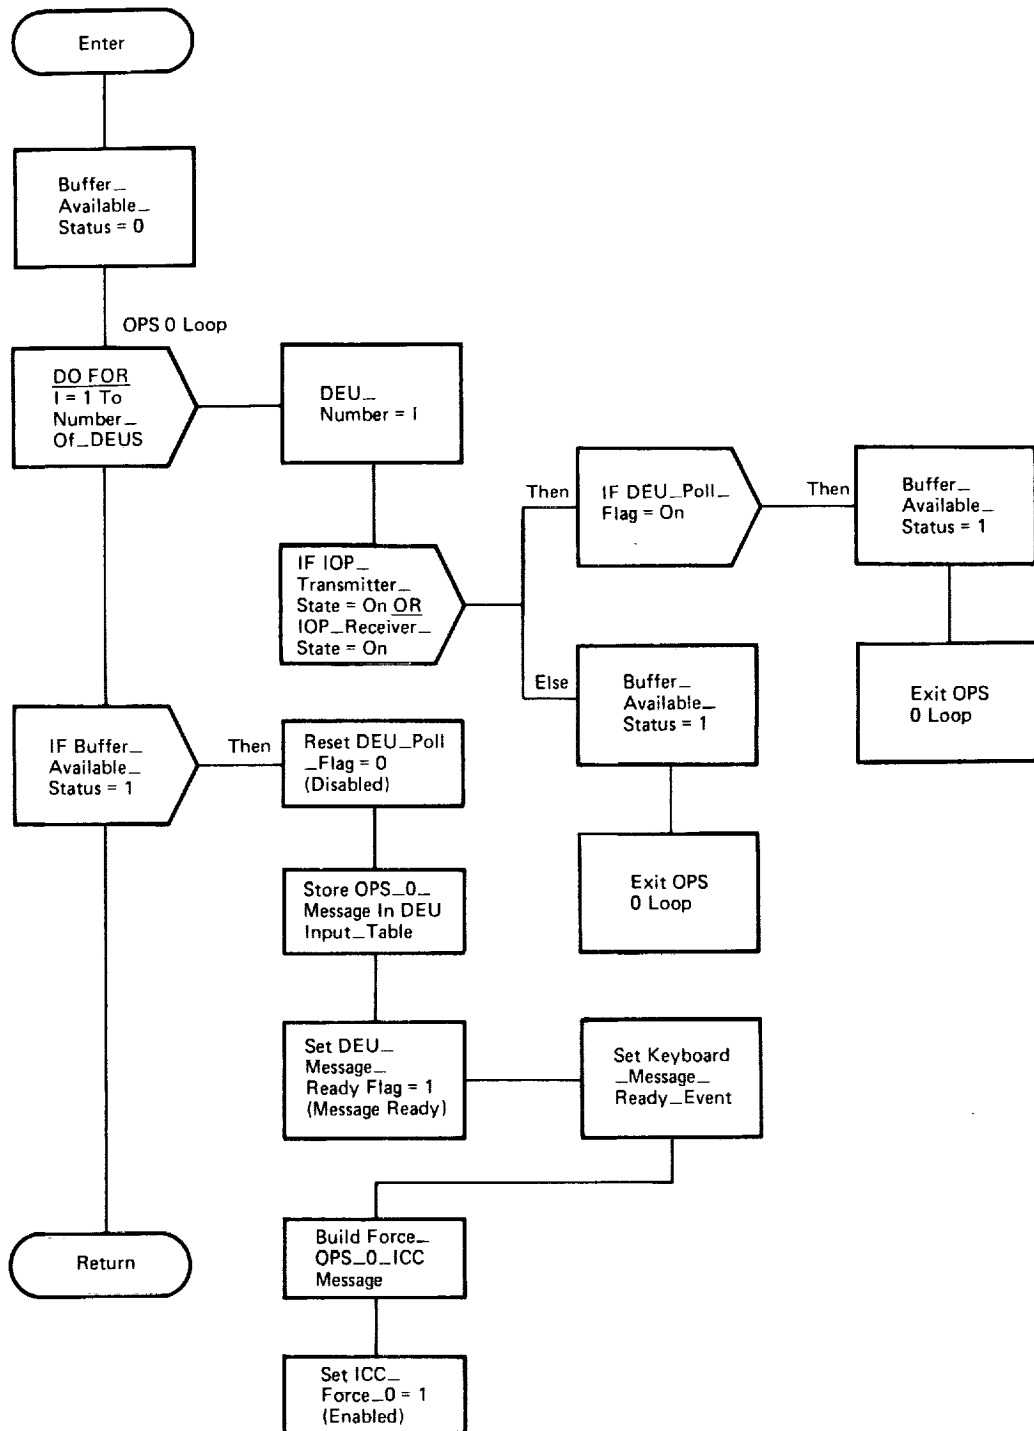 Enter
Buffer_
Available_
Status = 0
OPS 0 Loop
DO FOR
I = 1 To
Number_
Of_DEUS
DEU_
Number = I
IF IOP_
Transmitter_
State = On OR
IOP_Receiver_
State = On
Then
IF DEU_Poll_
Flag = On
Then
Buffer_
Available_
Status = 1
Exit OPS
0 Loop
Else
Buffer_
Available_
Status = 1
Exit OPS
0 Loop
IF Buffer_
Available_
Status = 1
Then
Reset DEU_Poll
_Flag = 0
(Disabled)
Store OPS_0_
Message In DEU
Input_Table
Set DEU_
Message_
Ready Flag = 1
(Message Ready)
Set Keyboard
_Message_
Ready_Event
Build Force_
OPS_0_ICC
Message
Set ICC_
Force_0 = 1
(Enabled)
Return